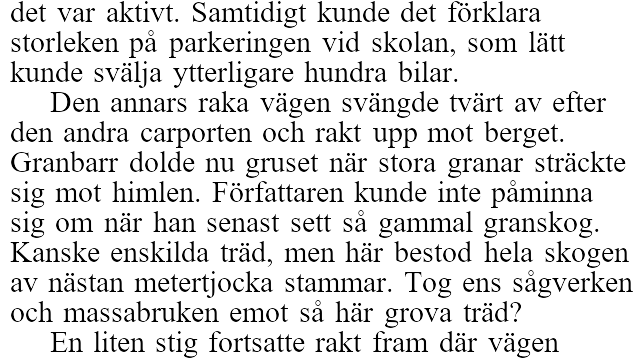 det var aktivt. Samtidigt kunde det förklara
storleken på parkeringen vid skolan, som lätt
kunde svälja ytterligare hundra bilar.
Den annars raka vägen svängde tvärt av efter
den andra carporten och rakt upp mot berget.
Granbarr dolde nu gruset när stora granar sträckte
sig mot himlen. Författaren kunde inte påminna
sig om när han senast sett så gammal granskog.
Kanske enskilda träd, men här bestod hela skogen
av nästan metertjocka stammar. Tog ens sågverken
och massabruken emot så här grova träd?
En liten stig fortsatte rakt fram där vägen